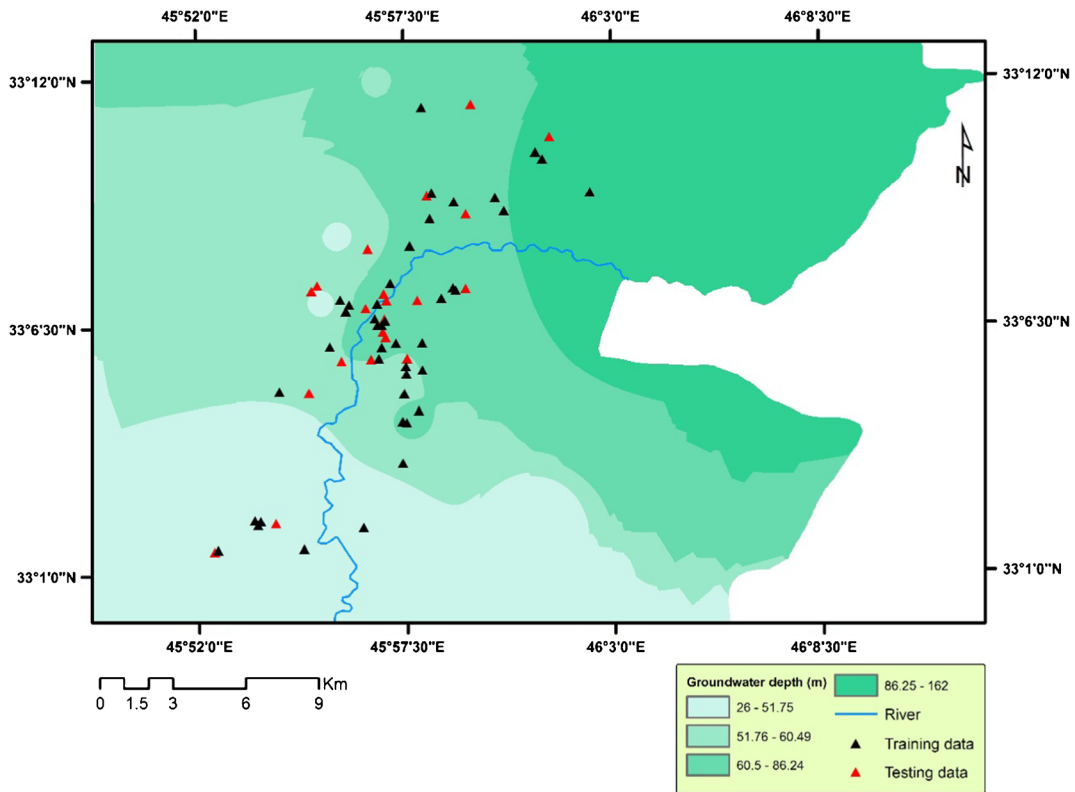 45°52'0"E 45°57'30"E 46°3'0"E 46°8'30"E
33°12'0"N 33°12'0"N
N
33°6'30"N 33°6'30"N
33°1'0"N 33°1'0"N
45°52'0"E 45°57'30"E 46°3'0"E 46°8'30"E
Km
0 1.5 3 6 9
Groundwater depth (m)
26 - 51.75
51.76 - 60.49
60.5 - 86.24
86.25 - 162
River
Training data
Testing data